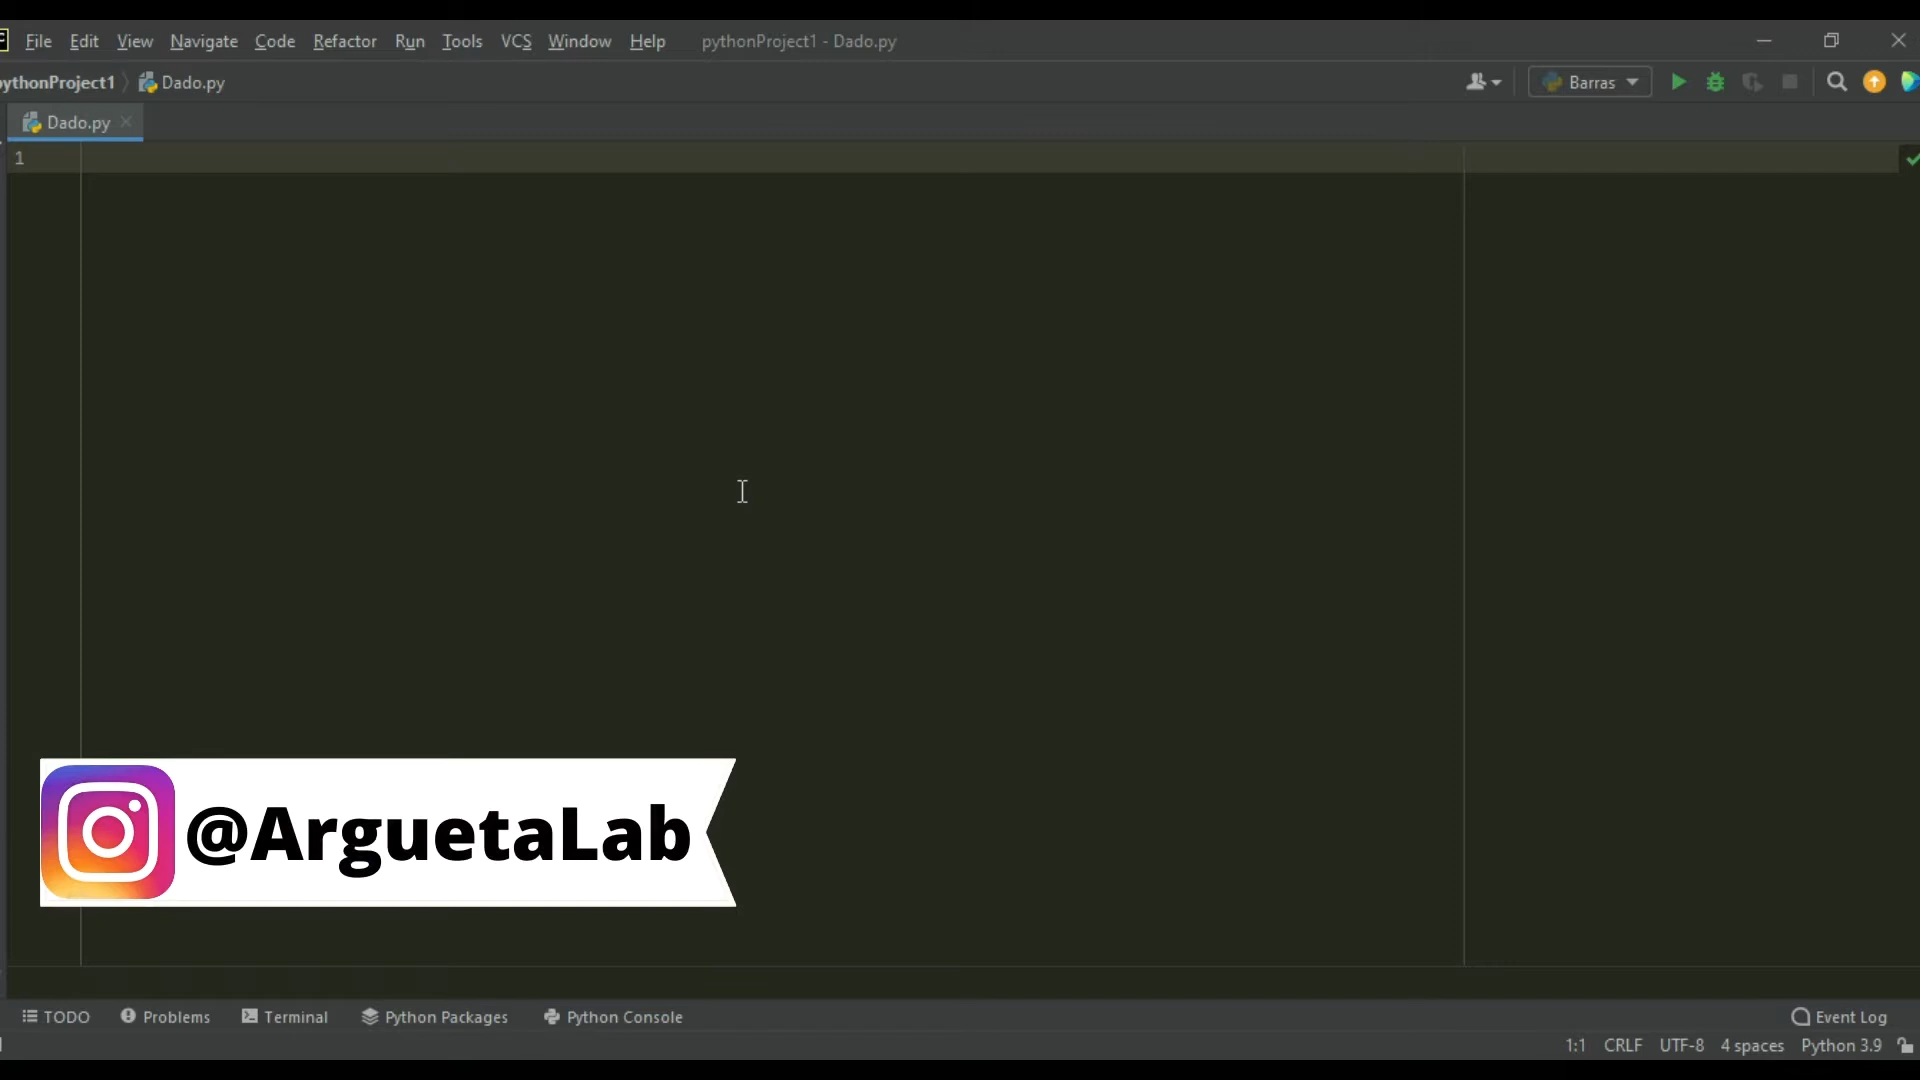 File Edit View Navigate Code Refactor Run Tools VCS Window Help pythonProject1 - Dado.py
pythonProject1 Dado.py Barras
Dado.py
1
@ArguetaLab
TODO Problems Terminal Python Packages Python Console Event Log
1:1 CRLF UTF-8 4 spaces Python 3.9